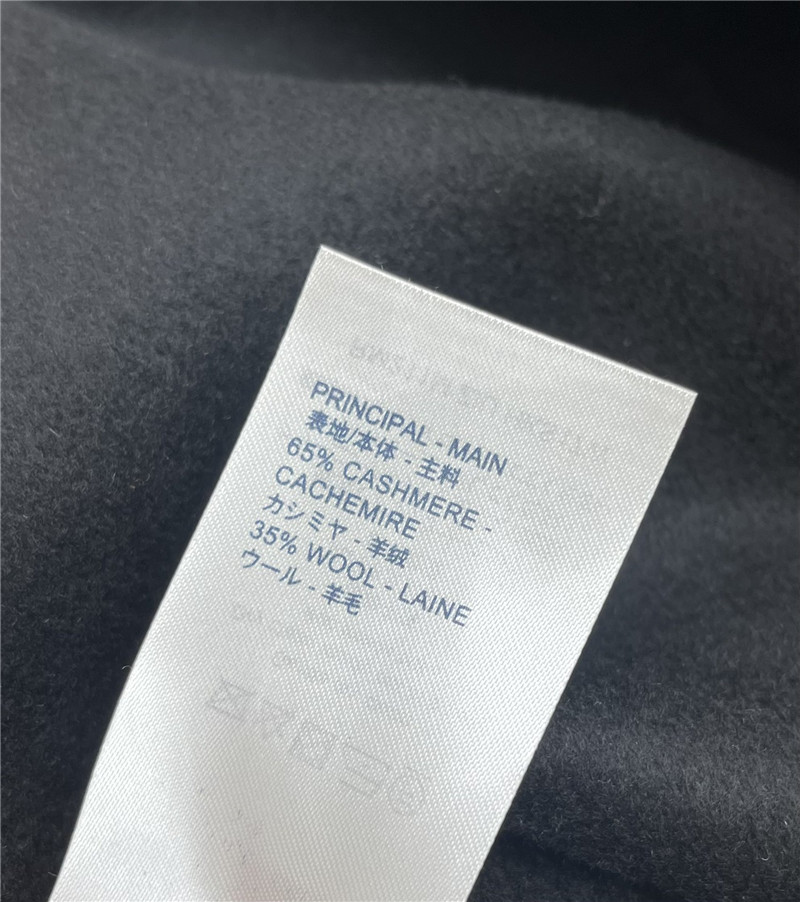 PRINCIPAL - MAIN
表地/本体 - 主料
65% CASHMERE -
CACHEMIRE
カシミヤ - 羊绒
35% WOOL - LAINE
ウール - 羊毛